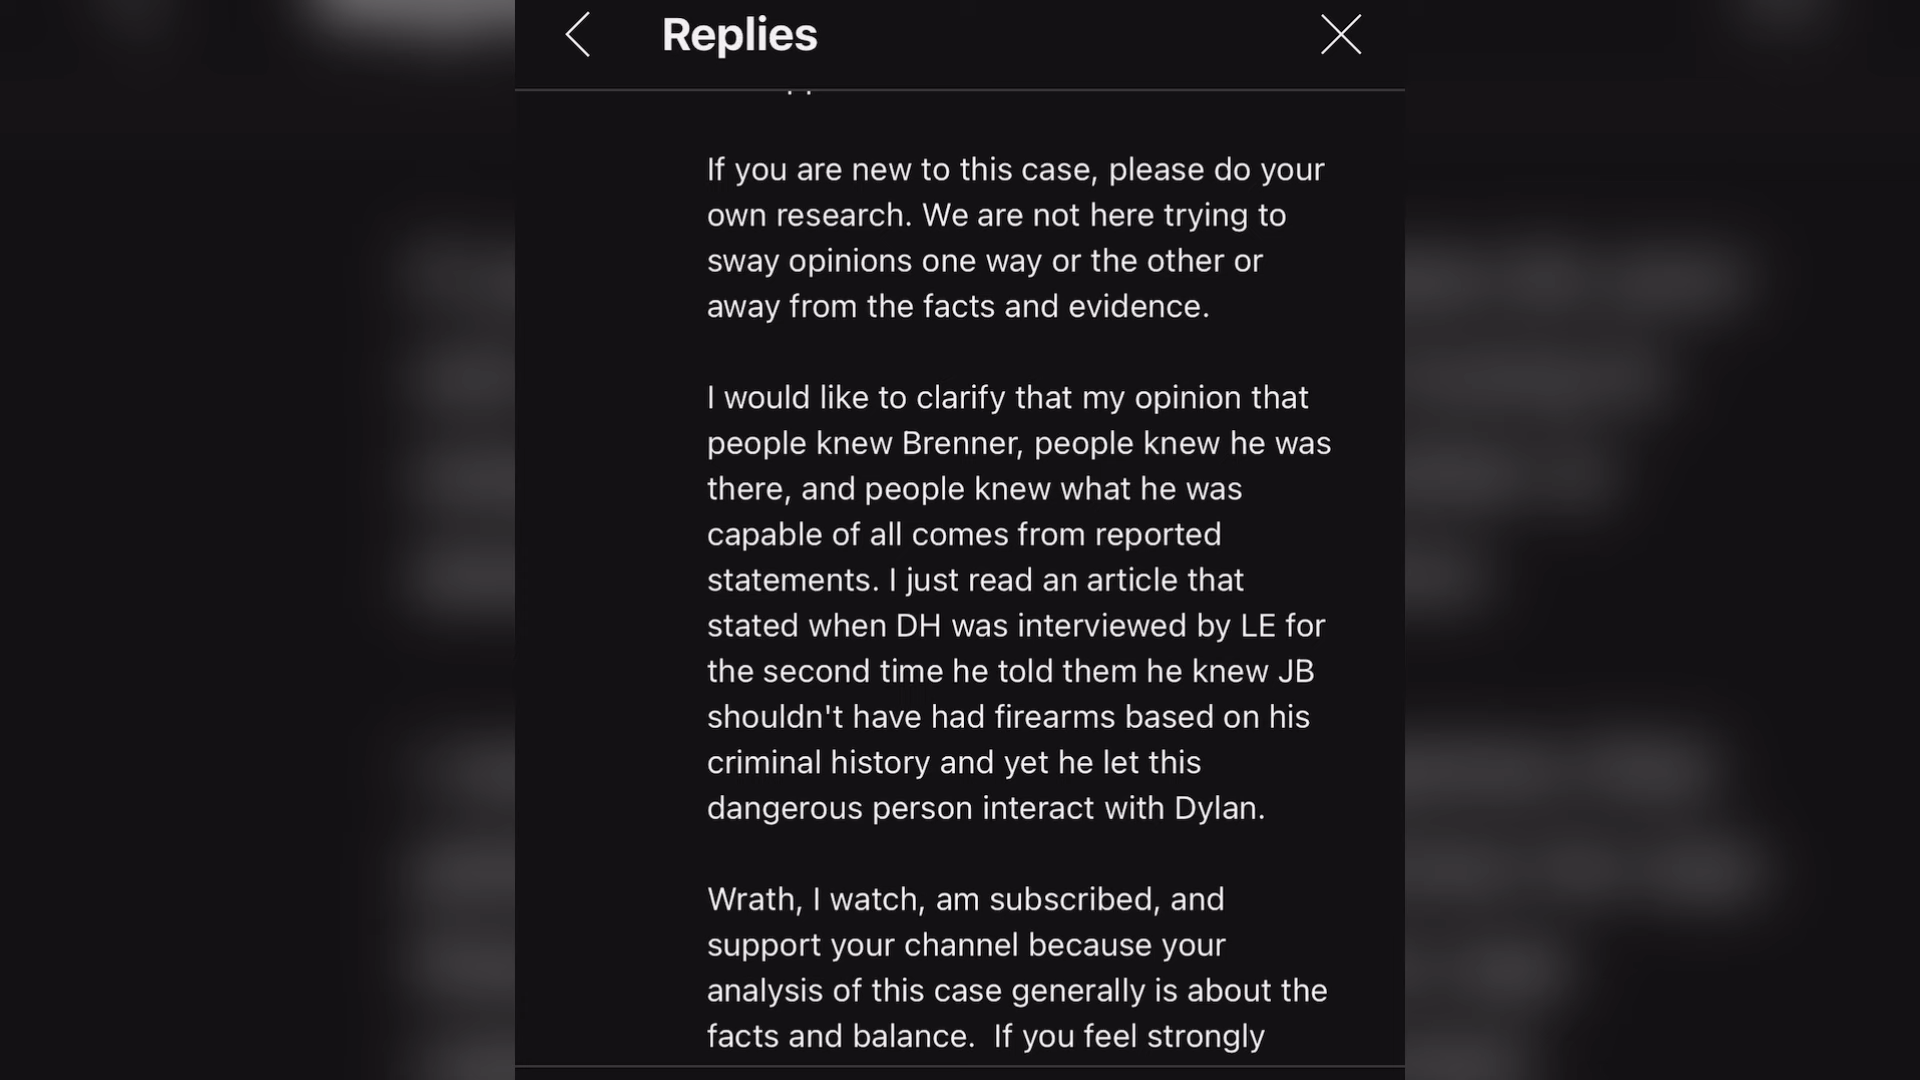 Replies
If you are new to this case, please do your
own research. We are not here trying to
sway opinions one way or the other or
away from the facts and evidence.
I would like to clarify that my opinion that
people knew Brenner, people knew he was
there, and people knew what he was
capable of all comes from reported
statements. I just read an article that
stated when DH was interviewed by LE for
the second time he told them he knew JB
shouldn't have had firearms based on his
criminal history and yet he let this
dangerous person interact with Dylan.
Wrath, I watch, am subscribed, and
support your channel because your
analysis of this case generally is about the
facts and balance.  If you feel strongly